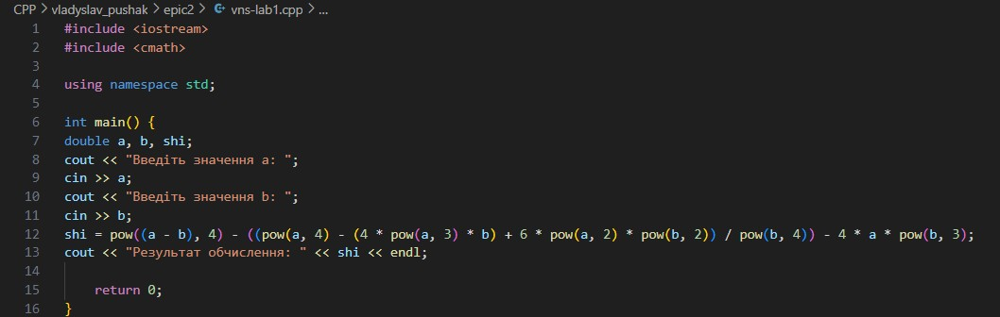 CPP > vladyslav_pushak > epic2 > vns-lab1.cpp > ...
1 #include <iostream>
2 #include <cmath>
3
4 using namespace std;
5
6 int main() {
7 double a, b, shi;
8 cout << "Введіть значення a: ";
9 cin >> a;
10 cout << "Введіть значення b: ";
11 cin >> b;
12 shi = pow((a - b), 4) - ((pow(a, 4) - (4 * pow(a, 3) * b) + 6 * pow(a, 2) * pow(b, 2)) / pow(b, 4)) - 4 * a * pow(b, 3);
13 cout << "Результат обчислення: " << shi << endl;
14
15 return 0;
16 }